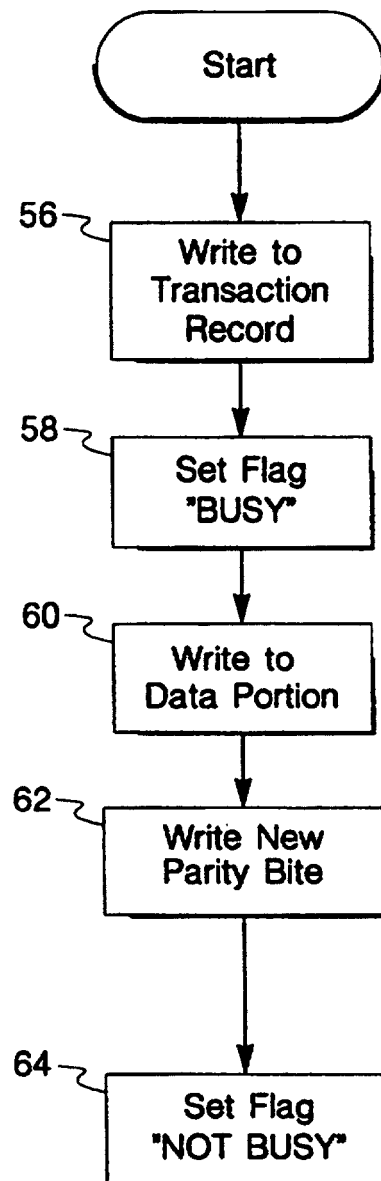 Start
56
Write to
Transaction
Record
58
Set Flag
"BUSY"
60
Write to
Data Portion
62
Write New
Parity Bite
64
Set Flag
"NOT BUSY"